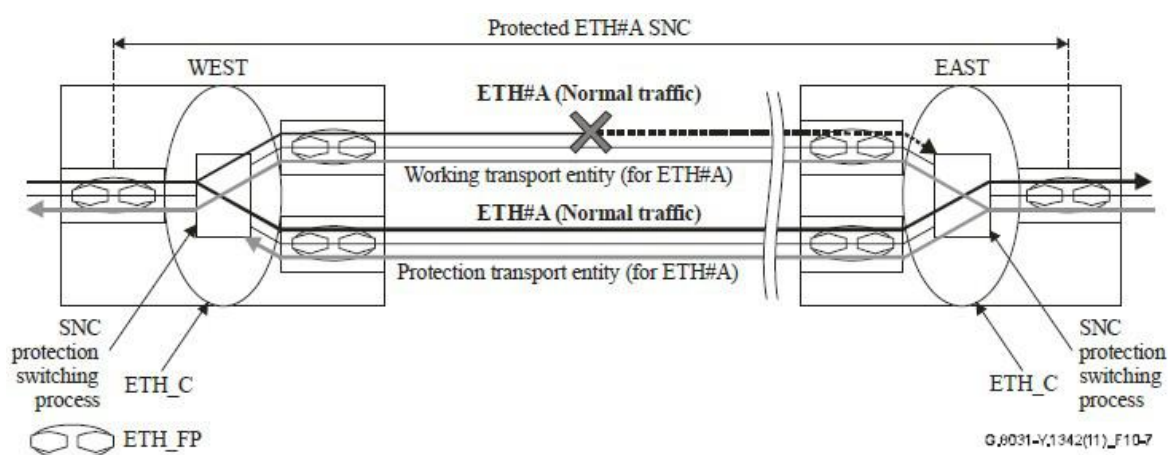 Protected ETH#A SNC
WEST
EAST
ETH#A (Normal traffic)
Working transport entity (for ETH#A)
ETH#A (Normal traffic)
Protection transport entity (for ETH#A)
SNC
protection
switching
process
ETH_C
ETH_C
SNC
protection
switching
process
ETH_FP
G.8031-Y.1342(11)_F10-7